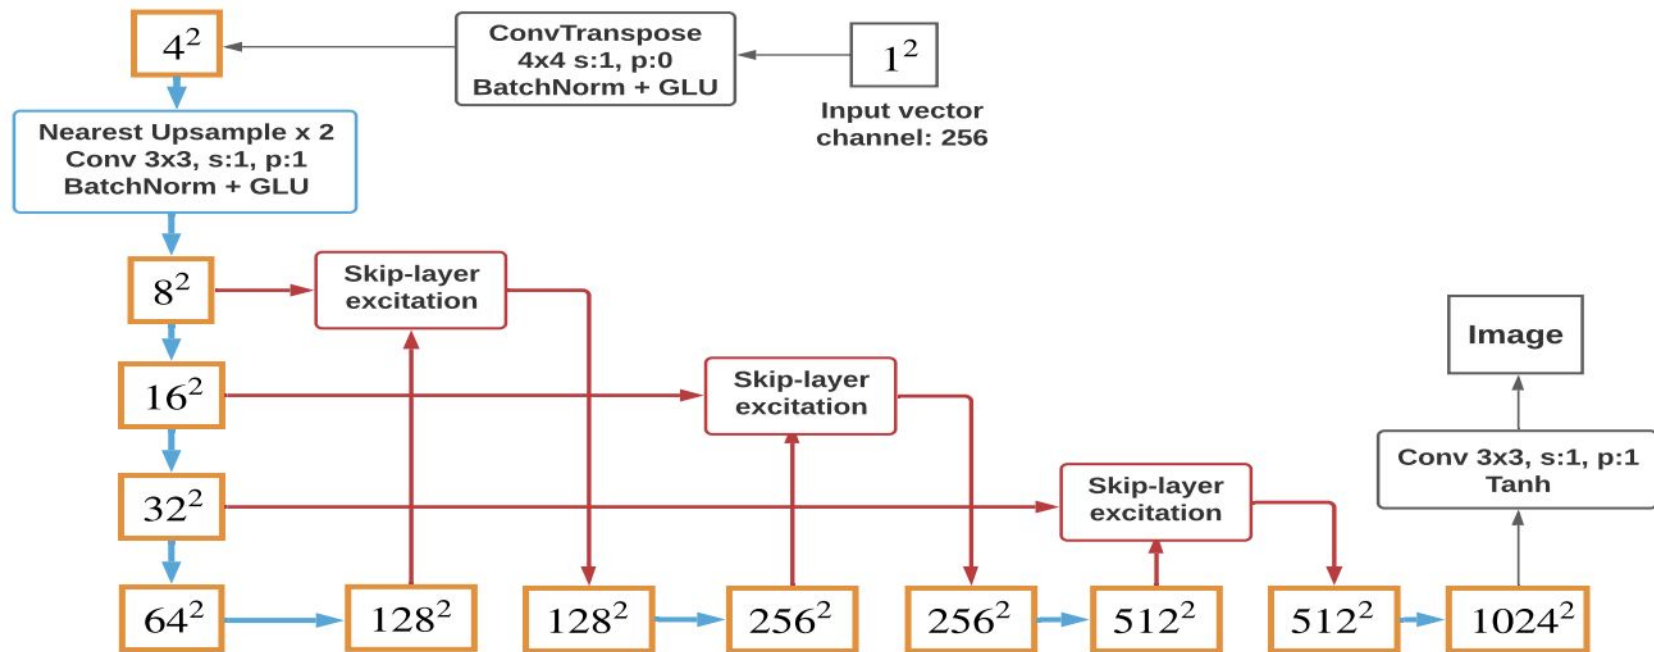 4²
ConvTranspose
4x4 s:1, p:0
BatchNorm + GLU
1²
Input vector
channel: 256
Nearest Upsample x 2
Conv 3x3, s:1, p:1
BatchNorm + GLU
8²
Skip-layer
excitation
16²
Skip-layer
excitation
Image
32²
Skip-layer
excitation
Conv 3x3, s:1, p:1
Tanh
64²
128²
128²
256²
256²
512²
512²
1024²